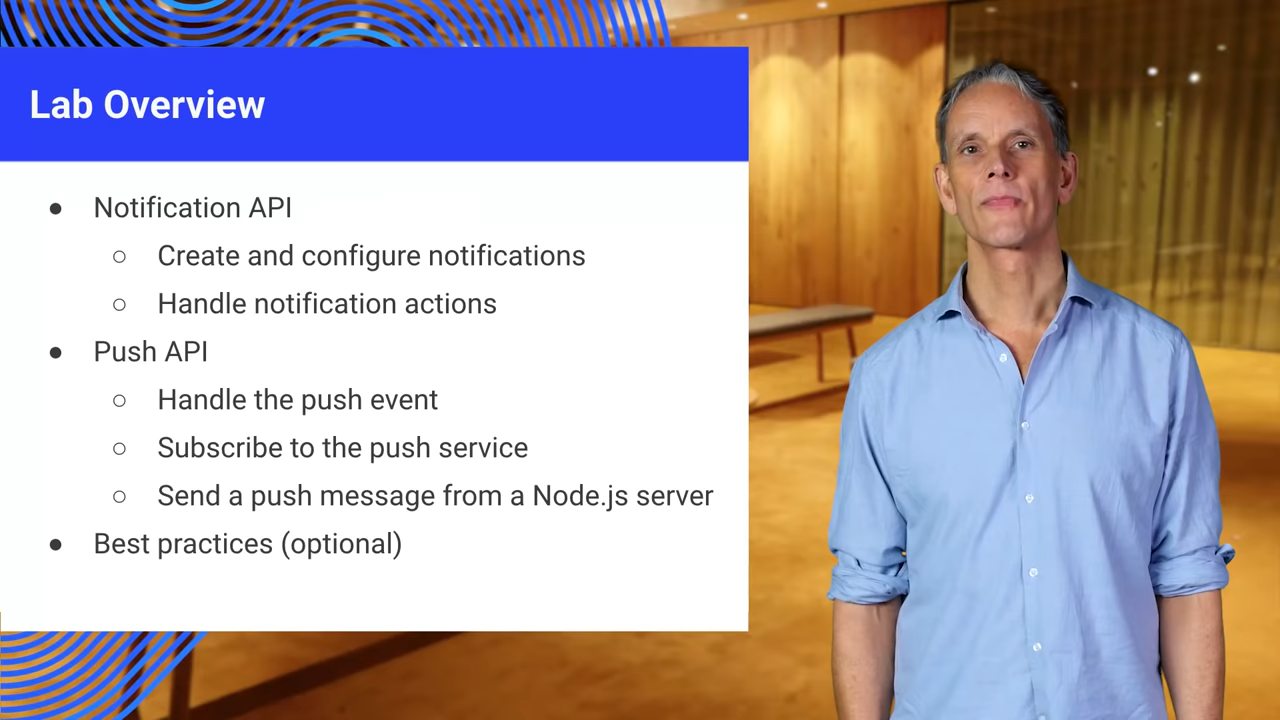 Lab Overview
● Notification API
○ Create and configure notifications
○ Handle notification actions
● Push API
○ Handle the push event
○ Subscribe to the push service
○ Send a push message from a Node.js server
● Best practices (optional)